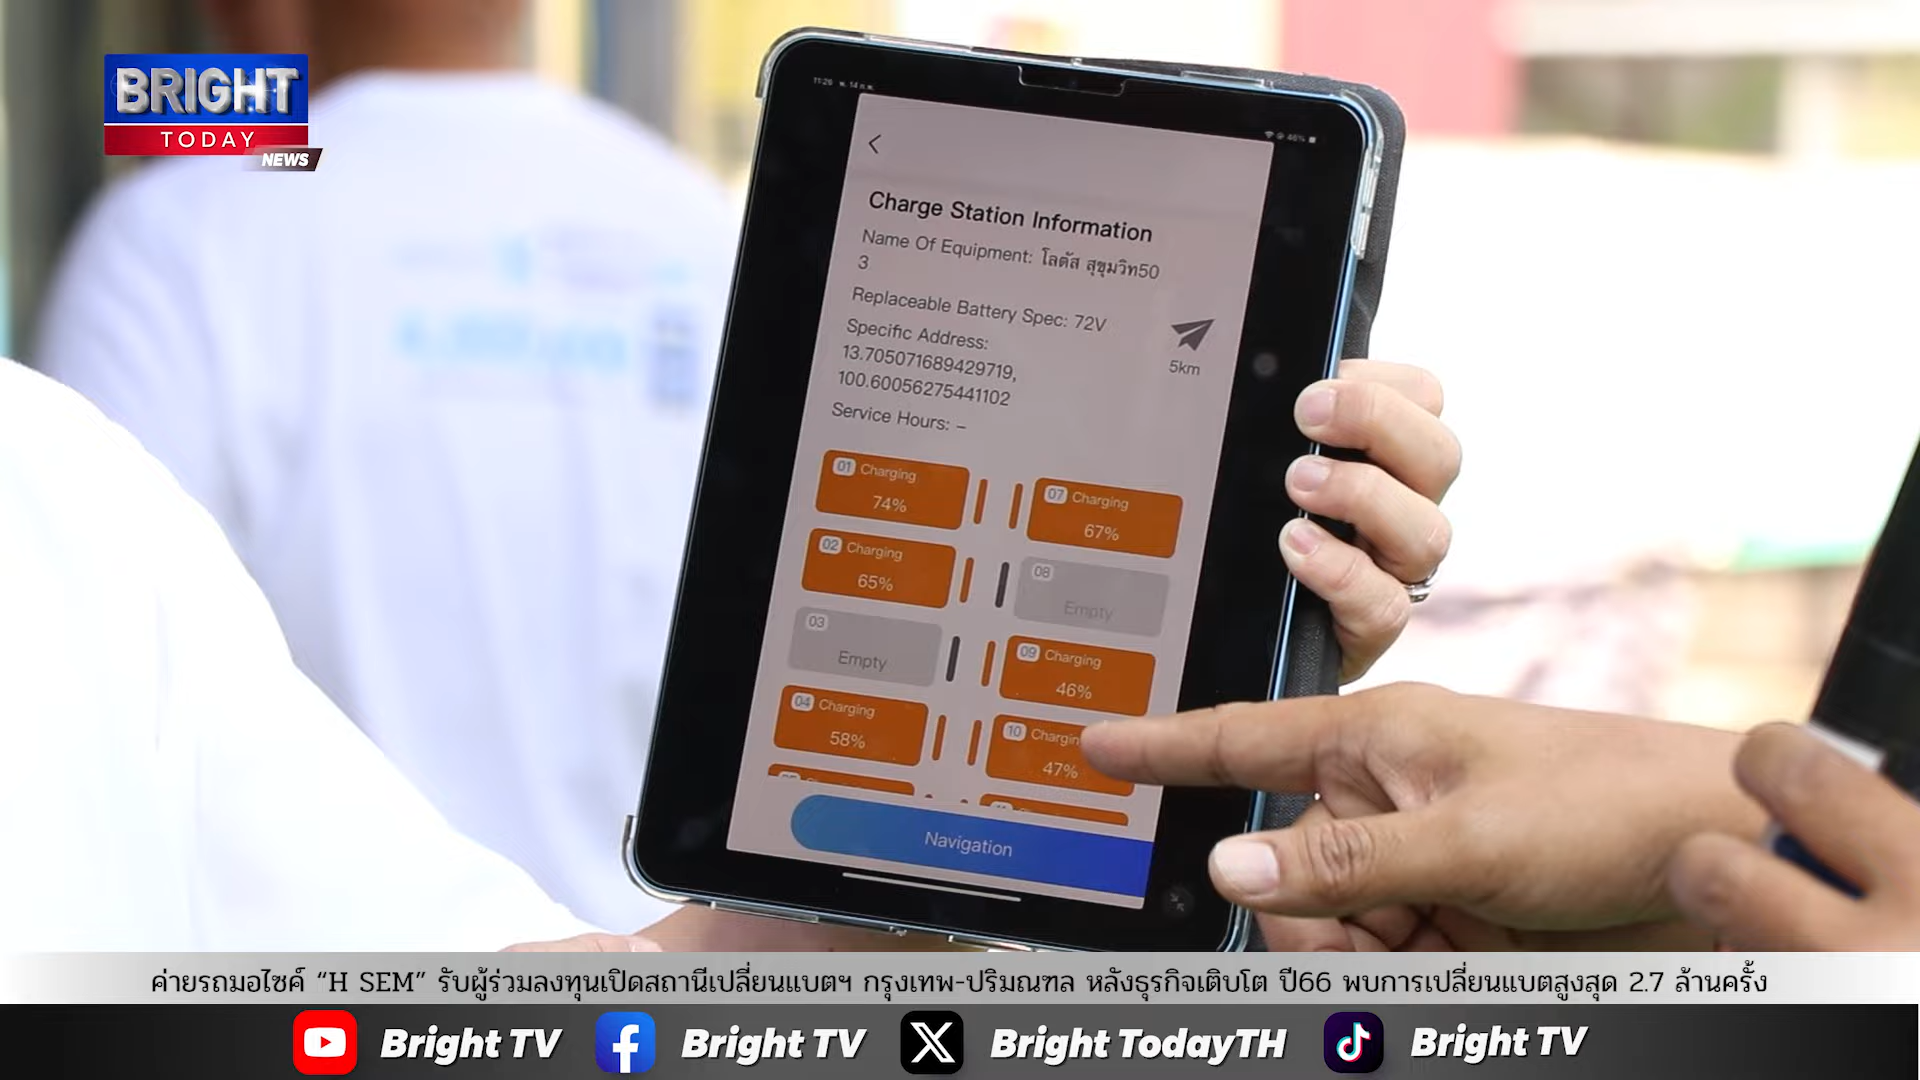 BRIGHT
TODAY
NEWS
11:26 พ. 14 ก.พ.
46%
Charge Station Information
Name Of Equipment: โลตัส สุขุมวิท50
3
Replaceable Battery Spec: 72V
Specific Address:
13.705071689429719,
100.60056275441102
5km
Service Hours: –
01 Charging
74%
07 Charging
67%
02 Charging
65%
08
Empty
03
Empty
09 Charging
46%
04 Charging
58%
10 Charging
47%
Navigation
ค่ายรถมอไซค์ “H SEM” รับผู้ร่วมลงทุนเปิดสถานีเปลี่ยนแบตฯ กรุงเทพ-ปริมณฑล หลังธุรกิจเติบโต ปี66 พบการเปลี่ยนแบตสูงสุด 2.7 ล้านครั้ง
Bright TV
Bright TV
Bright TodayTH
Bright TV